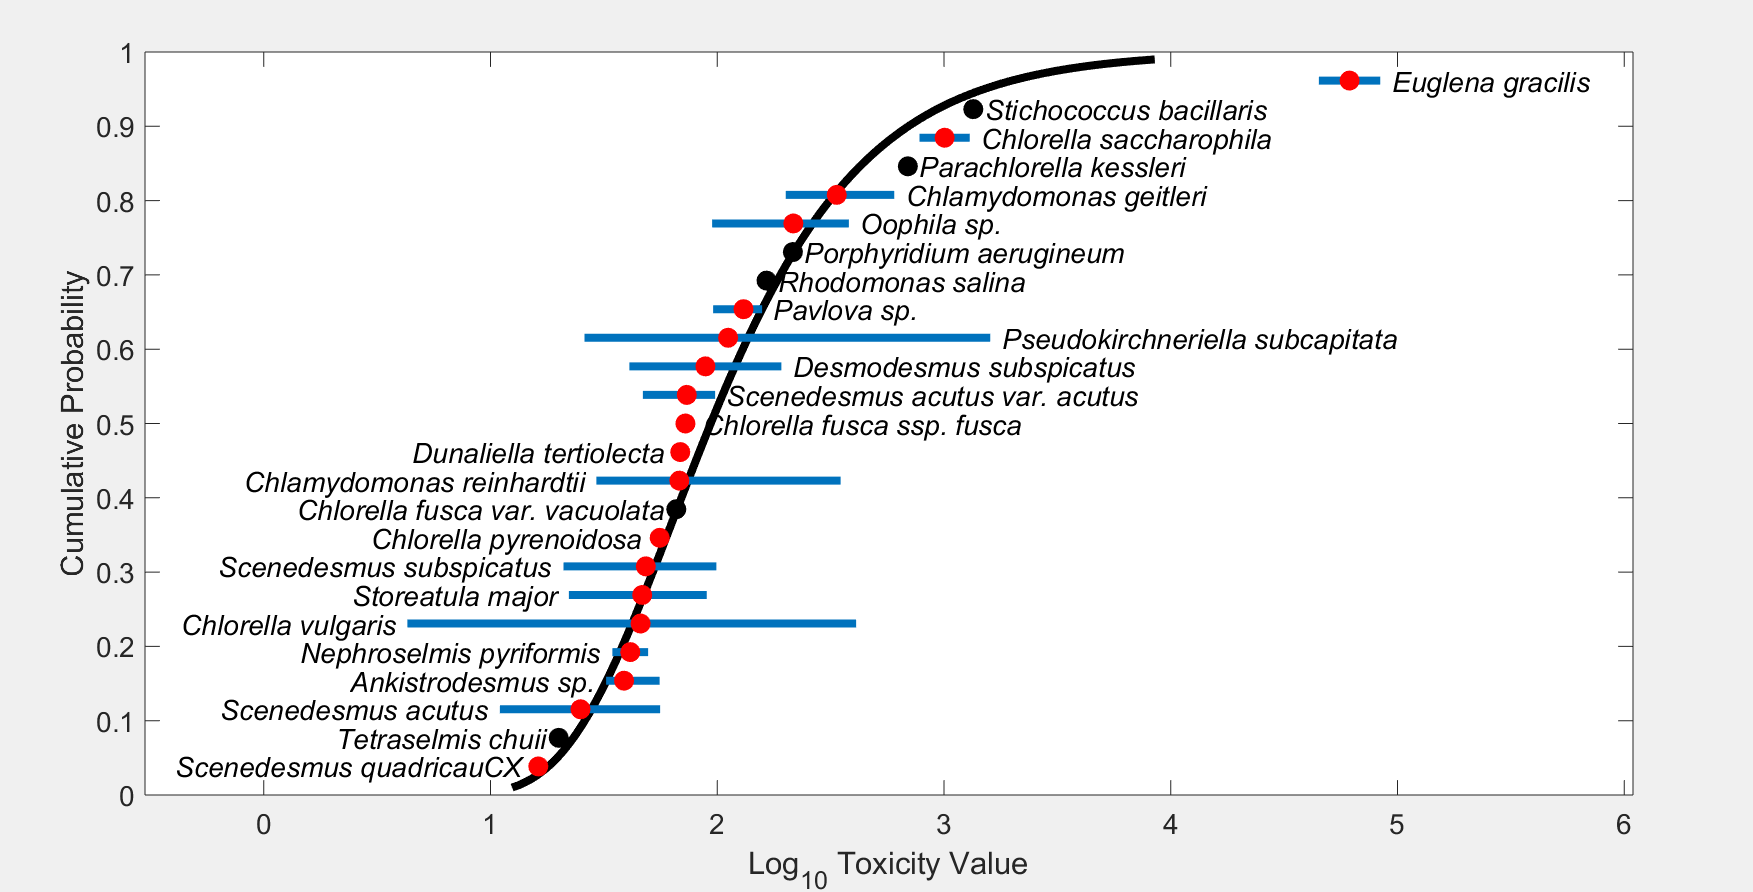 1
Euglena gracilis
Stichococcus bacillaris
0.9
Chlorella saccharophila
Parachlorella kessleri
0.8
Chlamydomonas geitleri
Oophila sp.
Porphyridium aerugineum
0.7
Rhodomonas salina
Pavlova sp.
0.6
Pseudokirchneriella subcapitata
Desmodesmus subspicatus
Scenedesmus acutus var. acutus
0.5
Chlorella fusca ssp. fusca
Dunaliella tertiolecta
Chlamydomonas reinhardtii
0.4
Chlorella fusca var. vacuolata
Chlorella pyrenoidosa
0.3
Scenedesmus subspicatus
Storeatula major
Chlorella vulgaris
0.2
Nephroselmis pyriformis
Ankistrodesmus sp.
0.1
Scenedesmus acutus
Tetraselmis chuii
Scenedesmus quadricauCX
0
Cumulative Probability
0 1 2 3 4 5 6
Log10 Toxicity Value